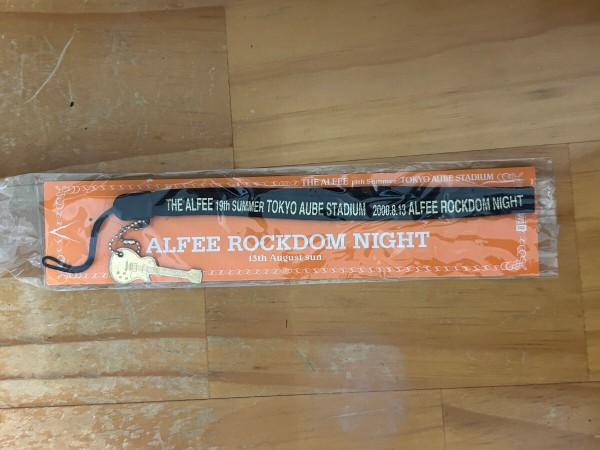 THE ALFEE 19th Summer TOKYO AUBE STADIUM
THE ALFEE 19th SUMMER TOKYO AUBE STADIUM 2000.8.13 ALFEE ROCKDOM NIGHT
ALFEE ROCKDOM NIGHT
13th August sun.